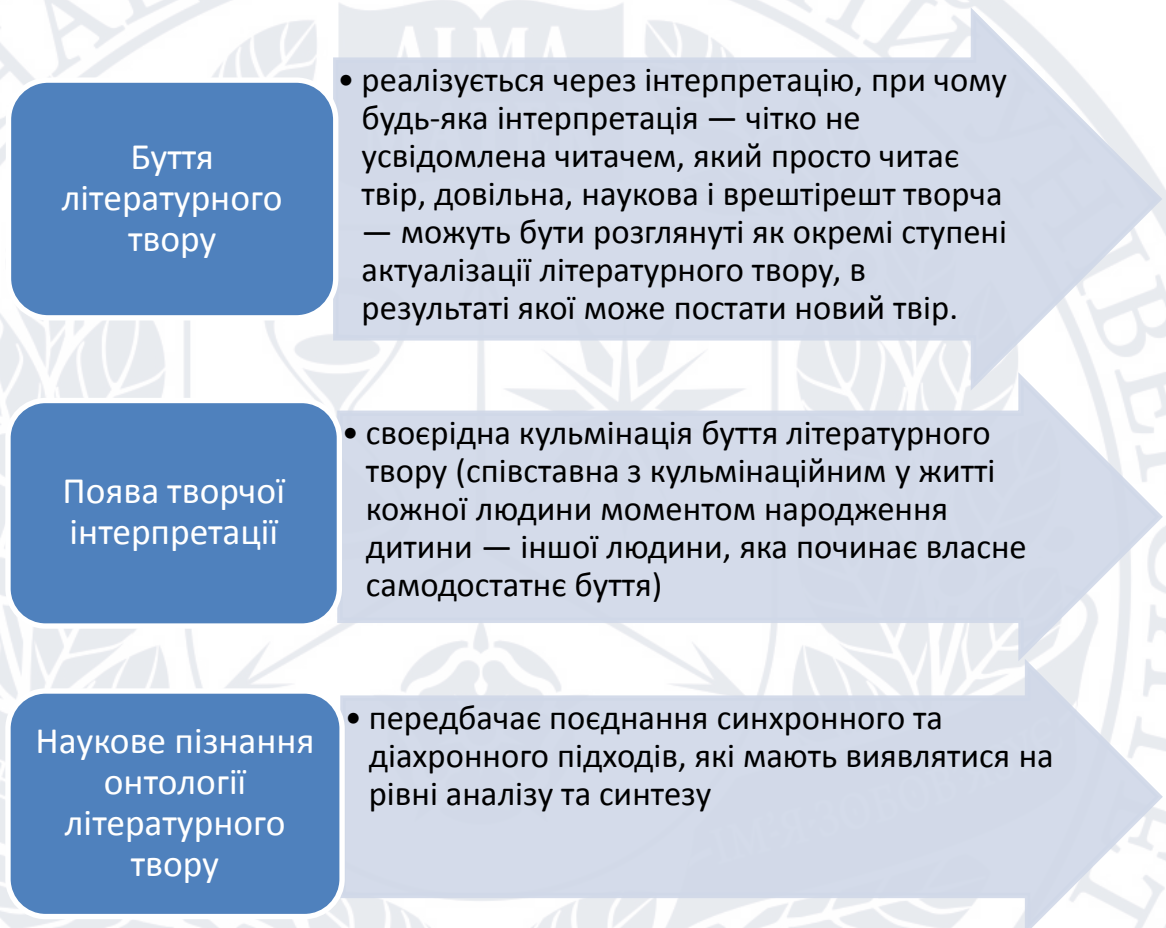 ALMA
Буття
літературного
твору
• реалізується через інтерпретацію, при чому
будь-яка інтерпретація — чітко не
усвідомлена читачем, який просто читає
твір, довільна, наукова і врештірешт творча
— можуть бути розглянуті як окремі ступені
актуалізації літературного твору, в
результаті якої може постати новий твір.
Поява творчої
інтерпретації
• своєрідна кульмінація буття літературного
твору (співставна з кульмінаційним у житті
кожної людини моментом народження
дитини — іншої людини, яка починає власне
самодостатнє буття)
Наукове пізнання
онтології
літературного
твору
• передбачає поєднання синхронного та
діахронного підходів, які мають виявлятися на
рівні аналізу та синтезу